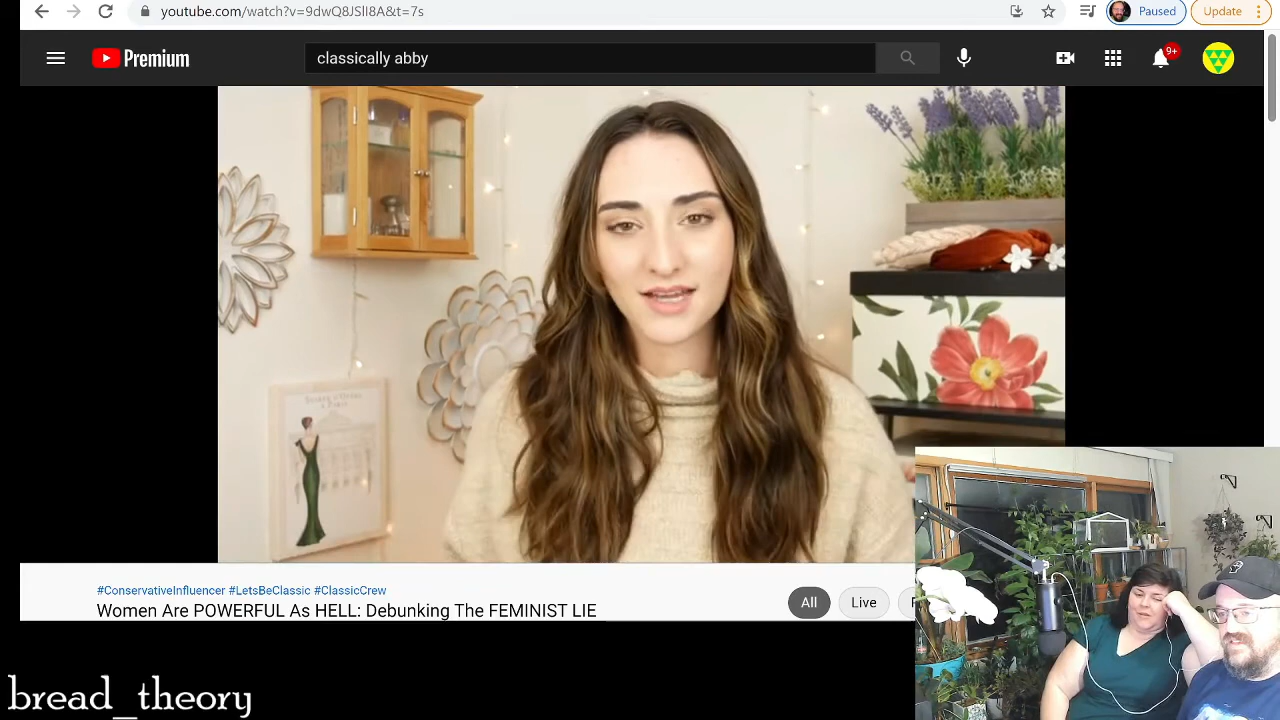 youtube.com/watch?v=9dwQ8JSlI8A&t=7s
Paused
Update
Premium
classically abby
9+
#ConservativeInfluencer #LetsBeClassic #ClassicCrew
Women Are POWERFUL As HELL: Debunking The FEMINIST LIE
All
Live
bread_theory